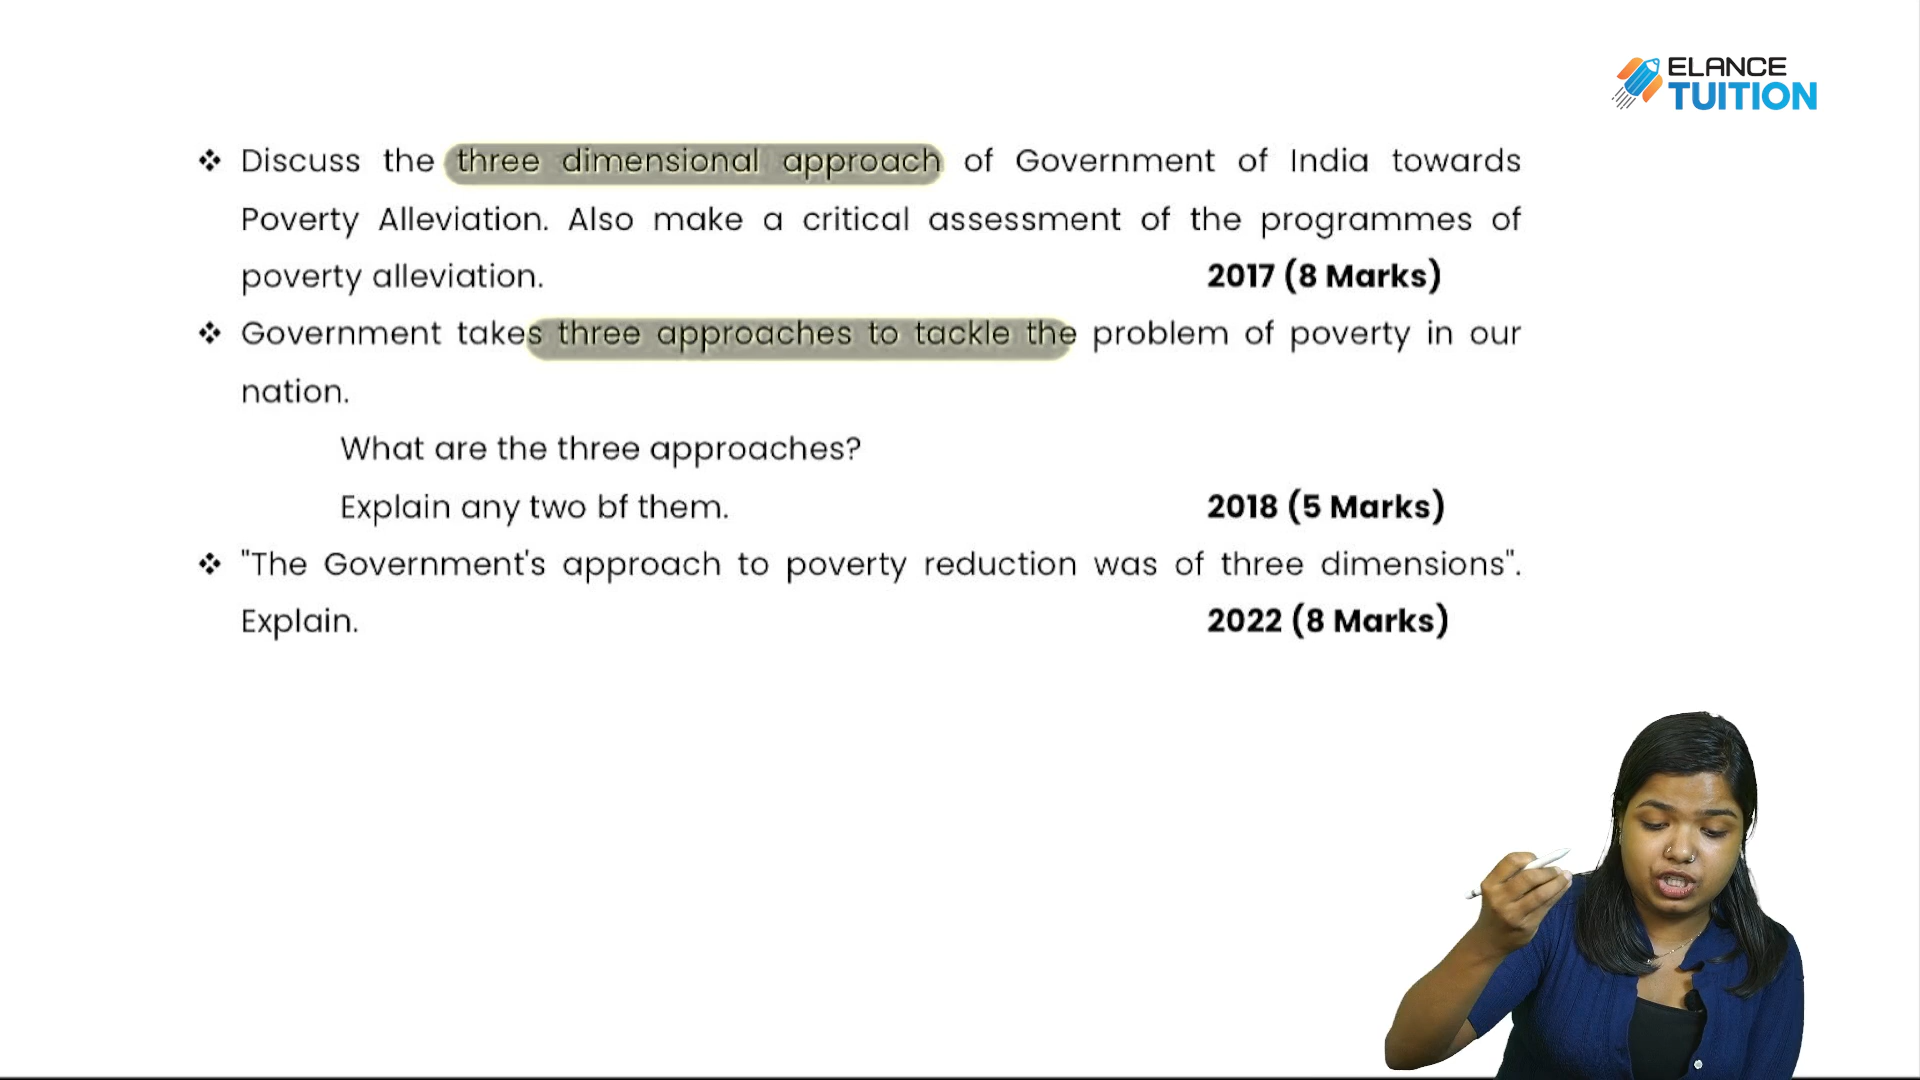 ELANCE
TUITION
❖ Discuss the three dimensional approach of Government of India towards
Poverty Alleviation. Also make a critical assessment of the programmes of
poverty alleviation. 2017 (8 Marks)
❖ Government takes three approaches to tackle the problem of poverty in our
nation.
What are the three approaches?
Explain any two bf them. 2018 (5 Marks)
❖ "The Government's approach to poverty reduction was of three dimensions".
Explain. 2022 (8 Marks)